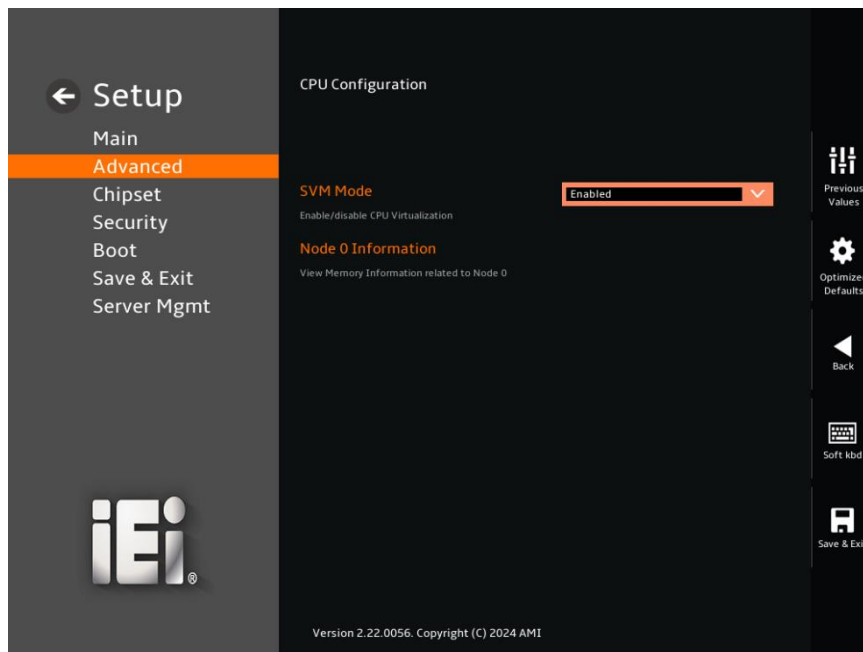 Setup
Main
Advanced
Chipset
Security
Boot
Save & Exit
Server Mgmt
iEi®
CPU Configuration
SVM Mode
Enabled
Enable/disable CPU Virtualization
Node 0 Information
View Memory Information related to Node 0
Previous
Values
Optimize
Defaults
Back
Soft kbd
Save & Exi
Version 2.22.0056. Copyright (C) 2024 AMI